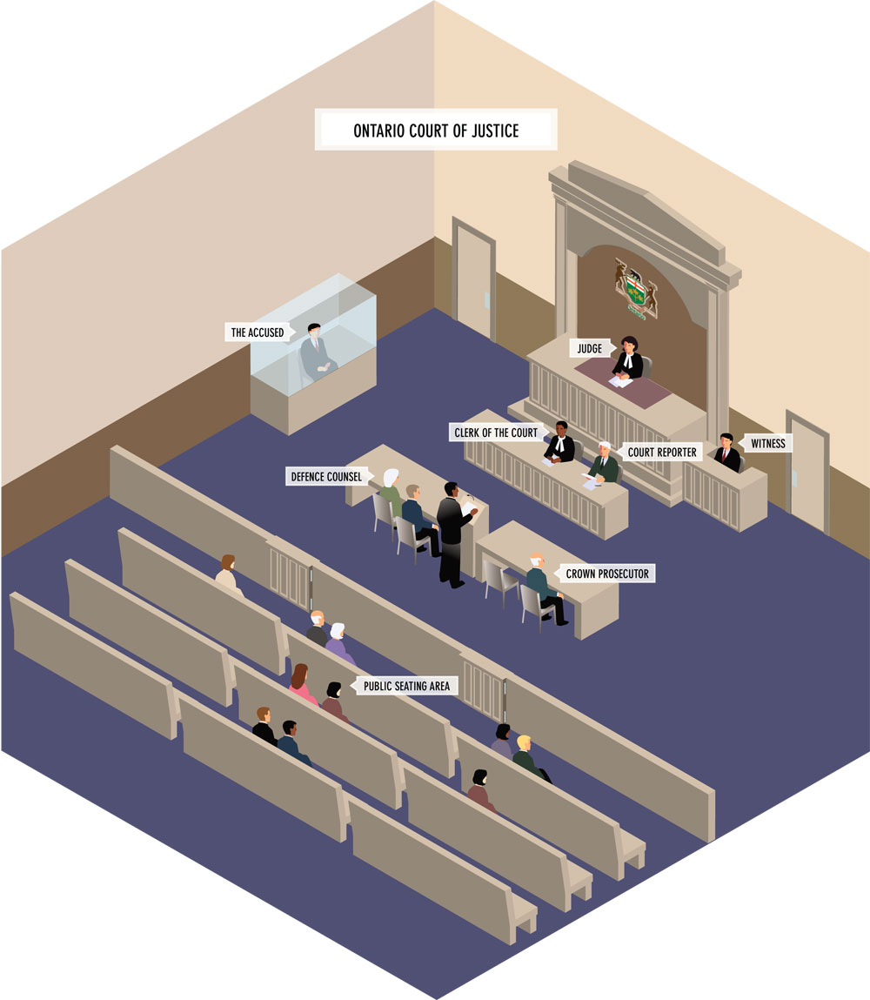 ONTARIO COURT OF JUSTICE
THE ACCUSED
JUDGE
CLERK OF THE COURT
COURT REPORTER
WITNESS
DEFENCE COUNSEL
CROWN PROSECUTOR
PUBLIC SEATING AREA